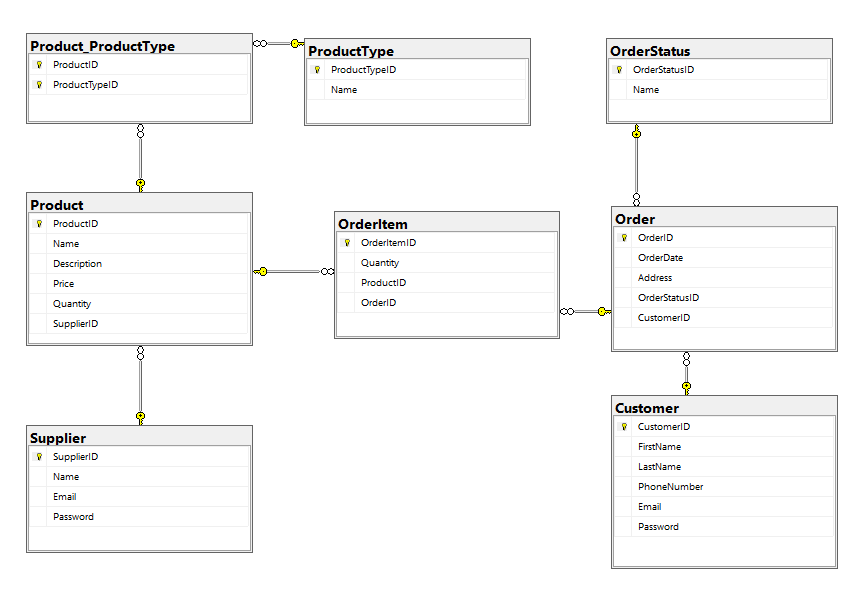 Product_ProductType
ProductID
ProductTypeID
ProductType
ProductTypeID
Name
OrderStatus
OrderStatusID
Name
Product
ProductID
Name
Description
Price
Quantity
SupplierID
OrderItem
OrderItemID
Quantity
ProductID
OrderID
Order
OrderID
OrderDate
Address
OrderStatusID
CustomerID
Supplier
SupplierID
Name
Email
Password
Customer
CustomerID
FirstName
LastName
PhoneNumber
Email
Password